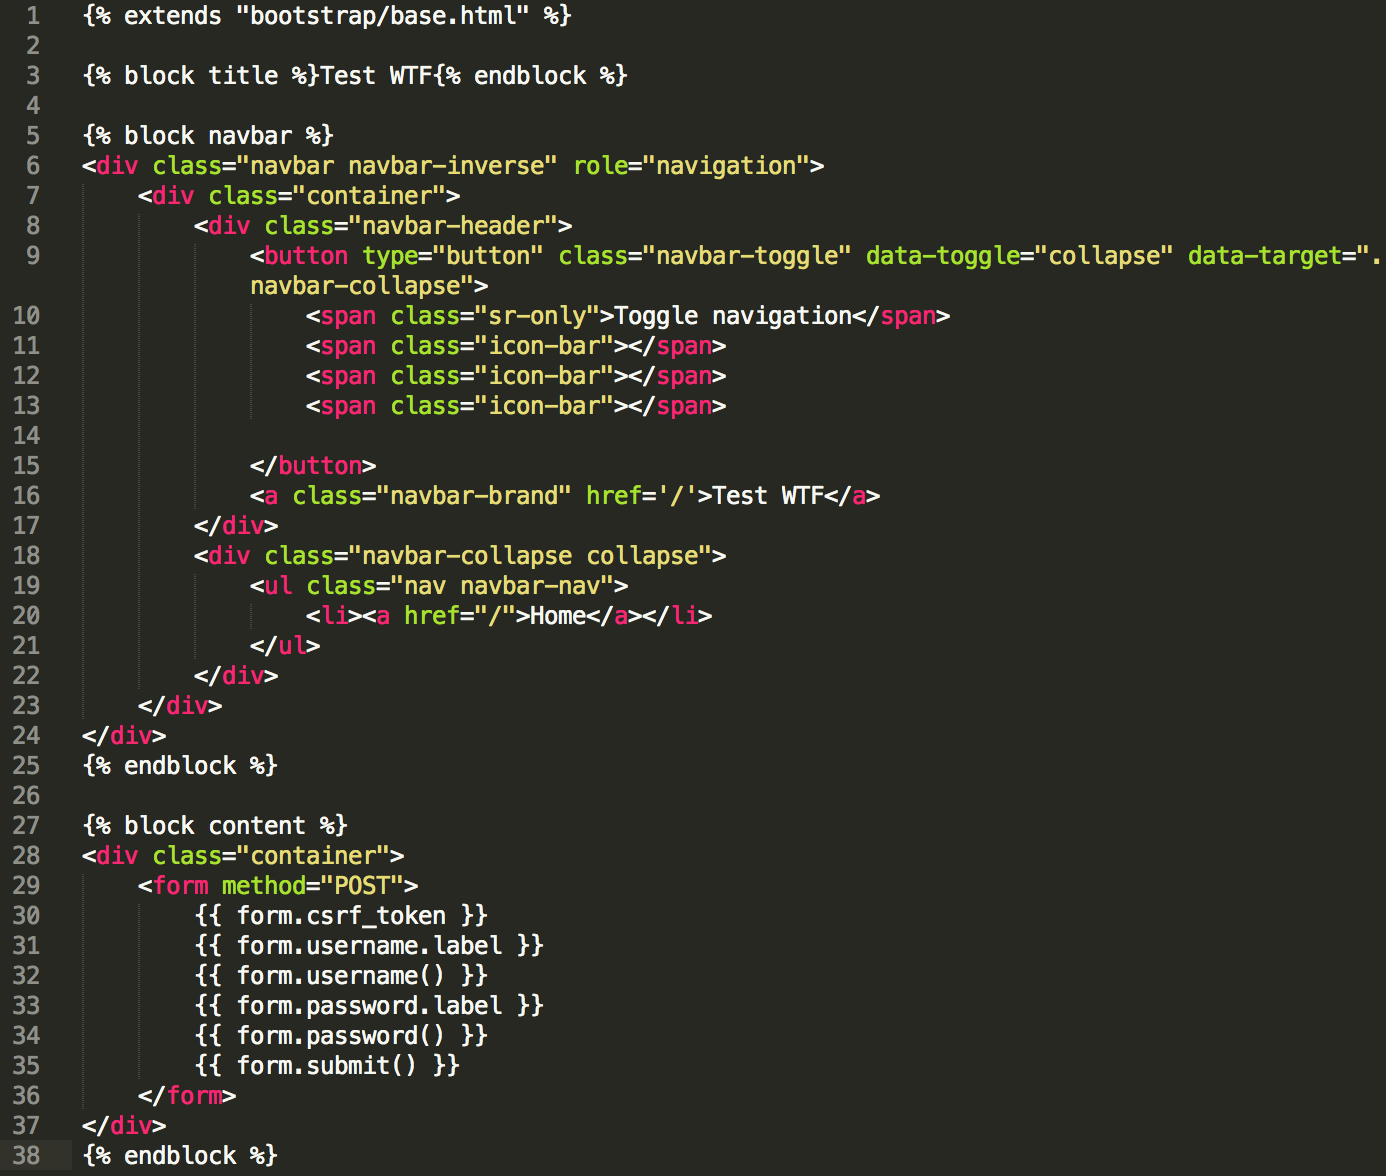 1 {% extends "bootstrap/base.html" %}
2
3 {% block title %}Test WTF{% endblock %}
4
5 {% block navbar %}
6 <div class="navbar navbar-inverse" role="navigation">
7     <div class="container">
8         <div class="navbar-header">
9             <button type="button" class="navbar-toggle" data-toggle="collapse" data-target=".
            navbar-collapse">
10                 <span class="sr-only">Toggle navigation</span>
11                 <span class="icon-bar"></span>
12                 <span class="icon-bar"></span>
13                 <span class="icon-bar"></span>
14
15             </button>
16             <a class="navbar-brand" href='/'>Test WTF</a>
17         </div>
18         <div class="navbar-collapse collapse">
19             <ul class="nav navbar-nav">
20                 <li><a href="/">Home</a></li>
21             </ul>
22         </div>
23     </div>
24 </div>
25 {% endblock %}
26
27 {% block content %}
28 <div class="container">
29     <form method="POST">
30         {{ form.csrf_token }}
31         {{ form.username.label }}
32         {{ form.username() }}
33         {{ form.password.label }}
34         {{ form.password() }}
35         {{ form.submit() }}
36     </form>
37 </div>
38 {% endblock %}